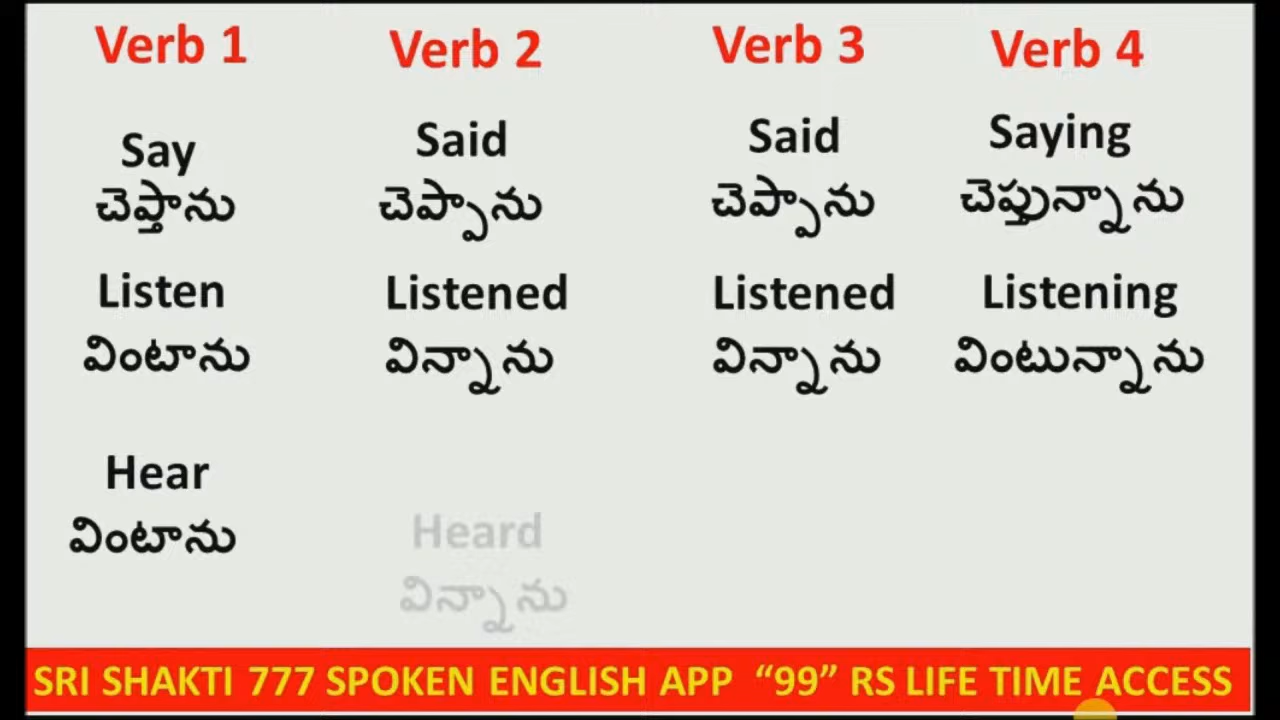 Verb 1 Verb 2 Verb 3 Verb 4
Say Said Said Saying
చెప్తాను చెప్పాను చెప్పాను చెప్తున్నాను
Listen Listened Listened Listening
వింటాను విన్నాను విన్నాను వింటున్నాను
Hear
వింటాను
Heard
విన్నాను
SRI SHAKTI 777 SPOKEN ENGLISH APP “99” RS LIFE TIME ACCESS